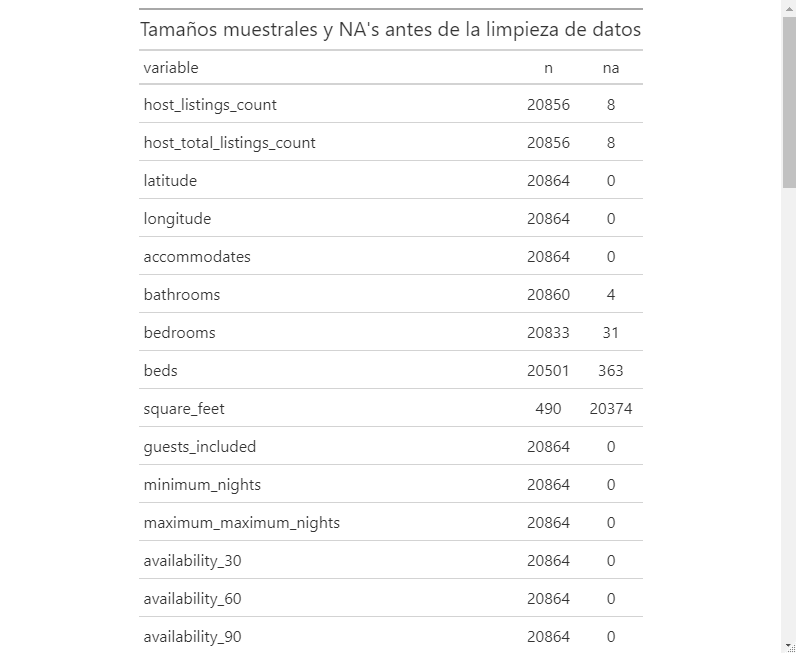 Tamaños muestrales y NA's antes de la limpieza de datos
variable n na
host_listings_count 20856 8
host_total_listings_count 20856 8
latitude 20864 0
longitude 20864 0
accommodates 20864 0
bathrooms 20860 4
bedrooms 20833 31
beds 20501 363
square_feet 490 20374
guests_included 20864 0
minimum_nights 20864 0
maximum_maximum_nights 20864 0
availability_30 20864 0
availability_60 20864 0
availability_90 20864 0